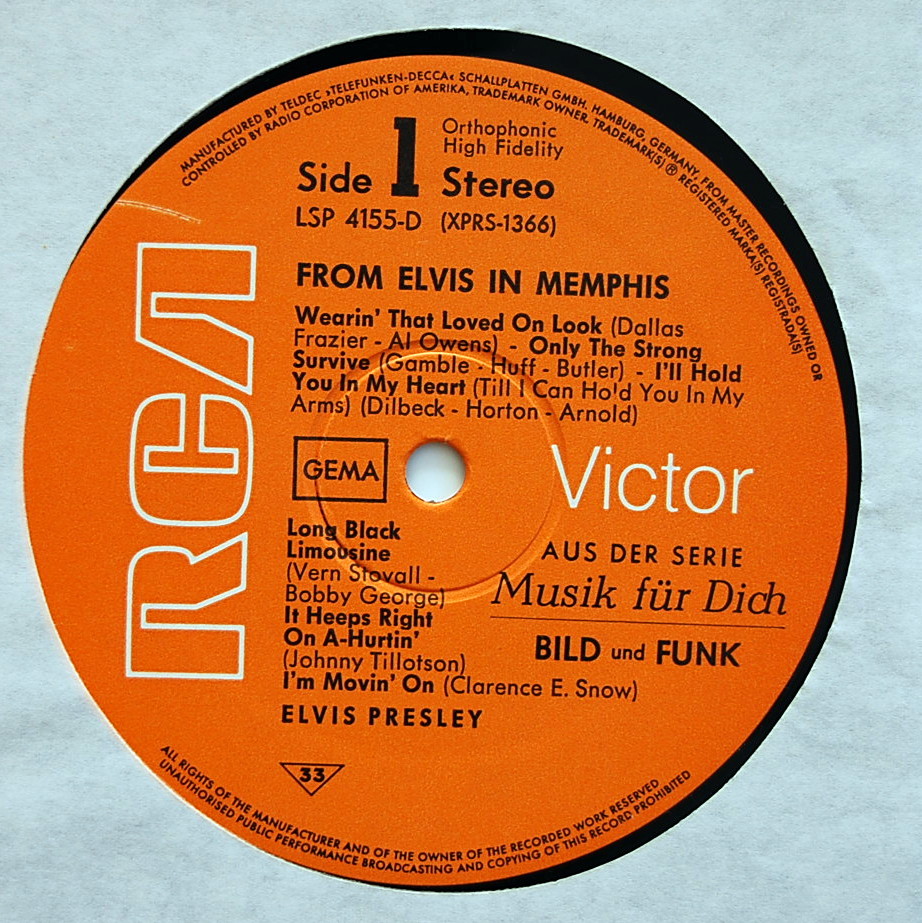 MANUFACTURED BY TELDEC »TELEFUNKEN-DECCA« SCHALLPLATTEN GMBH. HAMBURG, GERMANY, FROM MASTER RECORDINGS OWNED OR
CONTROLLED BY RADIO CORPORATION OF AMERIKA, TRADEMARK OWNER. TRADEMARK(S) ® REGISTERED MARKA(S) REGISTRADA(S)
Side 1
Orthophonic
High Fidelity
Stereo
LSP 4155-D (XPRS-1366)
FROM ELVIS IN MEMPHIS
Wearin' That Loved On Look (Dallas
Frazier - Al Owens) - Only The Strong
Survive (Gamble - Huff - Butler) - I'll Hold
You In My Heart (Till I Can Ho'd You In My
Arms) (Dilbeck - Horton - Arnold)
RCA
GEMA
Victor
Long Black
Limousine
(Vern Stovall -
Bobby George)
It Heeps Right
On A-Hurtin'
(Johnny Tillotson)
I'm Movin' On (Clarence E. Snow)
ELVIS PRESLEY
AUS DER SERIE
Musik für Dich
BILD und FUNK
33
ALL RIGHTS OF THE MANUFACTURER AND OF THE OWNER OF THE RECORDED WORK RESERVED
UNAUTHORISED PUBLIC PERFORMANCE BROADCASTING AND COPYING OF THIS RECORD PROHIBITED